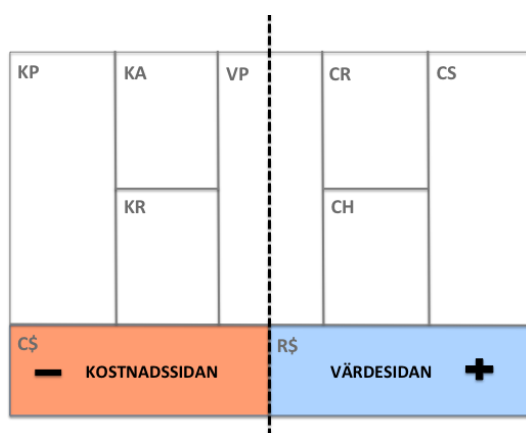 KP
KA
VP
CR
CS
KR
CH
C$
R$
KOSTNADSSIDAN
VÄRDESIDAN